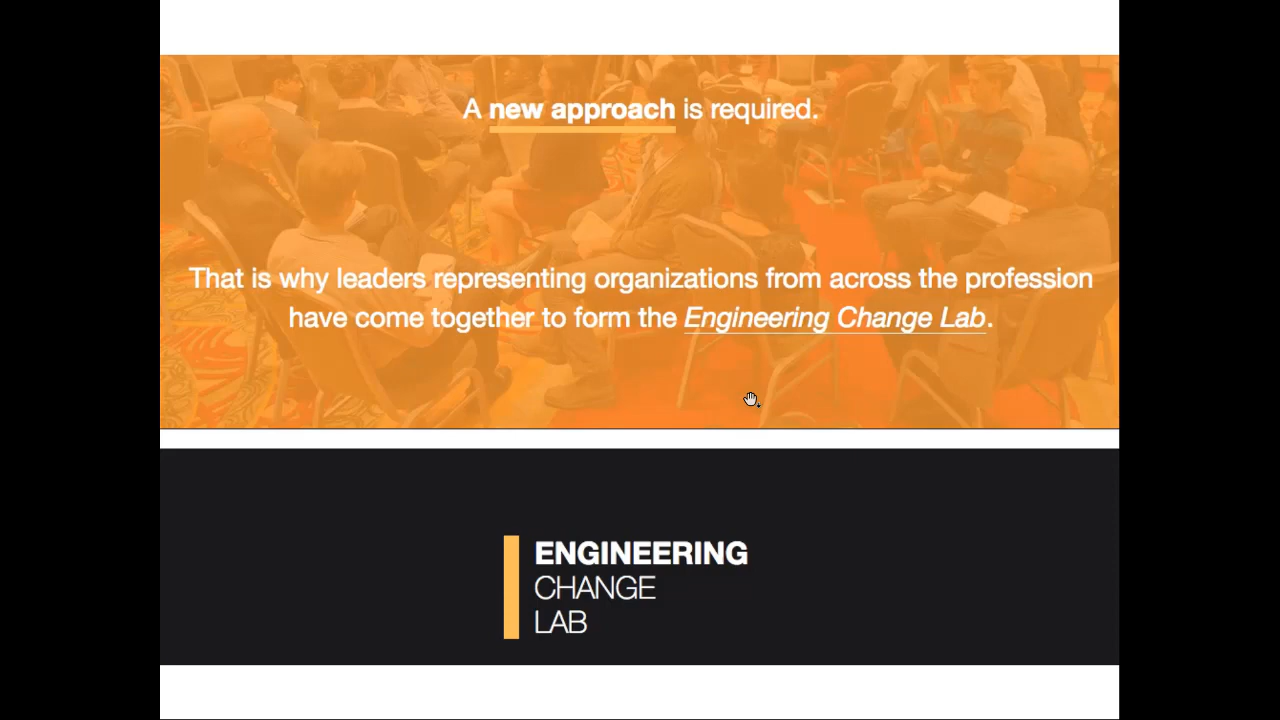 A new approach is required.
That is why leaders representing organizations from across the profession
have come together to form the Engineering Change Lab.
ENGINEERING
CHANGE
LAB